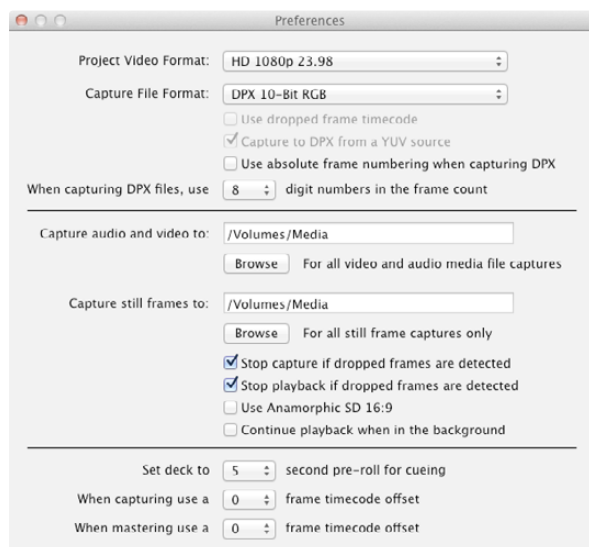 Preferences
Project Video Format: HD 1080p 23.98
Capture File Format: DPX 10-Bit RGB
Use dropped frame timecode
Capture to DPX from a YUV source
Use absolute frame numbering when capturing DPX
When capturing DPX files, use 8 digit numbers in the frame count
Capture audio and video to: /Volumes/Media
Browse For all video and audio media file captures
Capture still frames to: /Volumes/Media
Browse For all still frame captures only
Stop capture if dropped frames are detected
Stop playback if dropped frames are detected
Use Anamorphic SD 16:9
Continue playback when in the background
Set deck to 5 second pre-roll for cueing
When capturing use a 0 frame timecode offset
When mastering use a 0 frame timecode offset